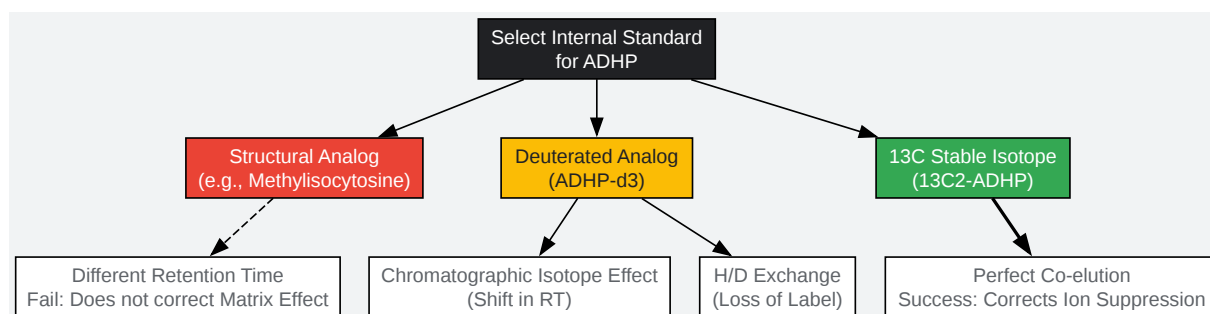 Select Internal Standard
for ADHP
Structural Analog
(e.g., Methylisocytosine)
Deuterated Analog
(ADHP-d3)
13C Stable Isotope
(13C2-ADHP)
Different Retention Time
Fail: Does not correct Matrix Effect
Chromatographic Isotope Effect
(Shift in RT)
H/D Exchange
(Loss of Label)
Perfect Co-elution
Success: Corrects Ion Suppression